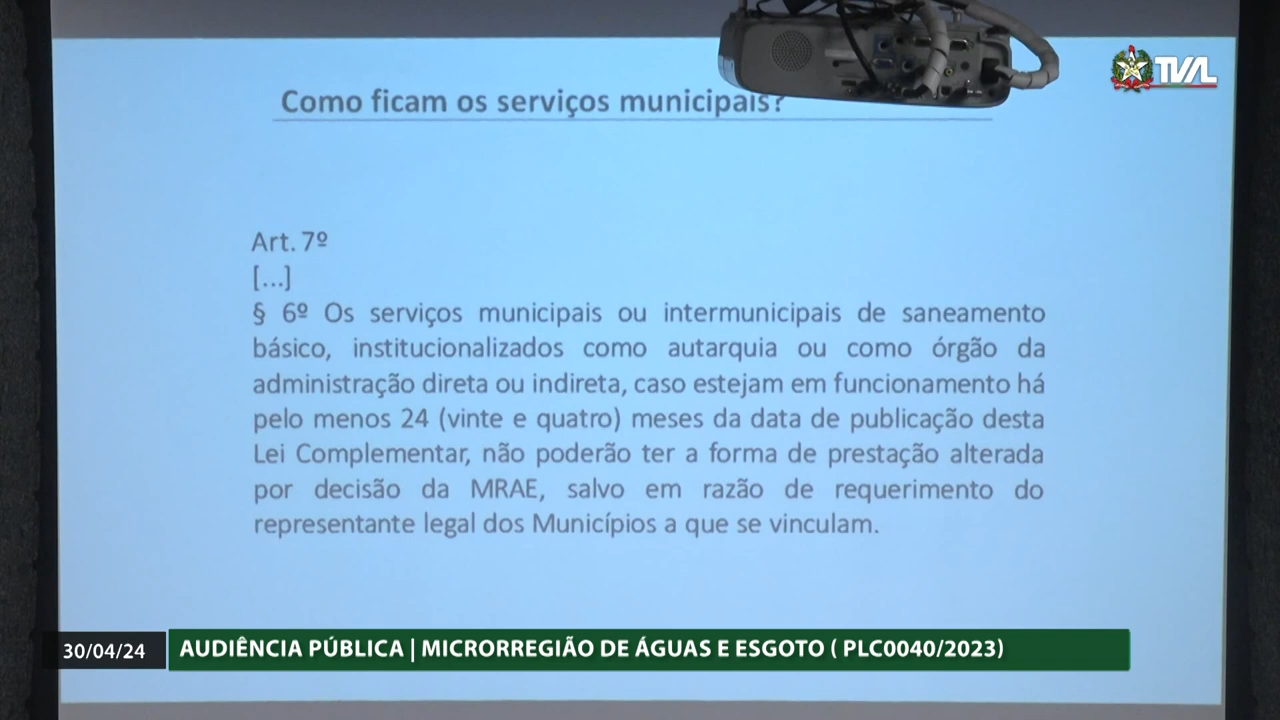 TVAL
Como ficam os serviços municipais?
Art. 7º
[...]
§ 6º Os serviços municipais ou intermunicipais de saneamento
básico, institucionalizados como autarquia ou como órgão da
administração direta ou indireta, caso estejam em funcionamento há
pelo menos 24 (vinte e quatro) meses da data de publicação desta
Lei Complementar, não poderão ter a forma de prestação alterada
por decisão da MRAE, salvo em razão de requerimento do
representante legal dos Municípios a que se vinculam.
30/04/24
AUDIÊNCIA PÚBLICA | MICRORREGIÃO DE ÁGUAS E ESGOTO ( PLC0040/2023)